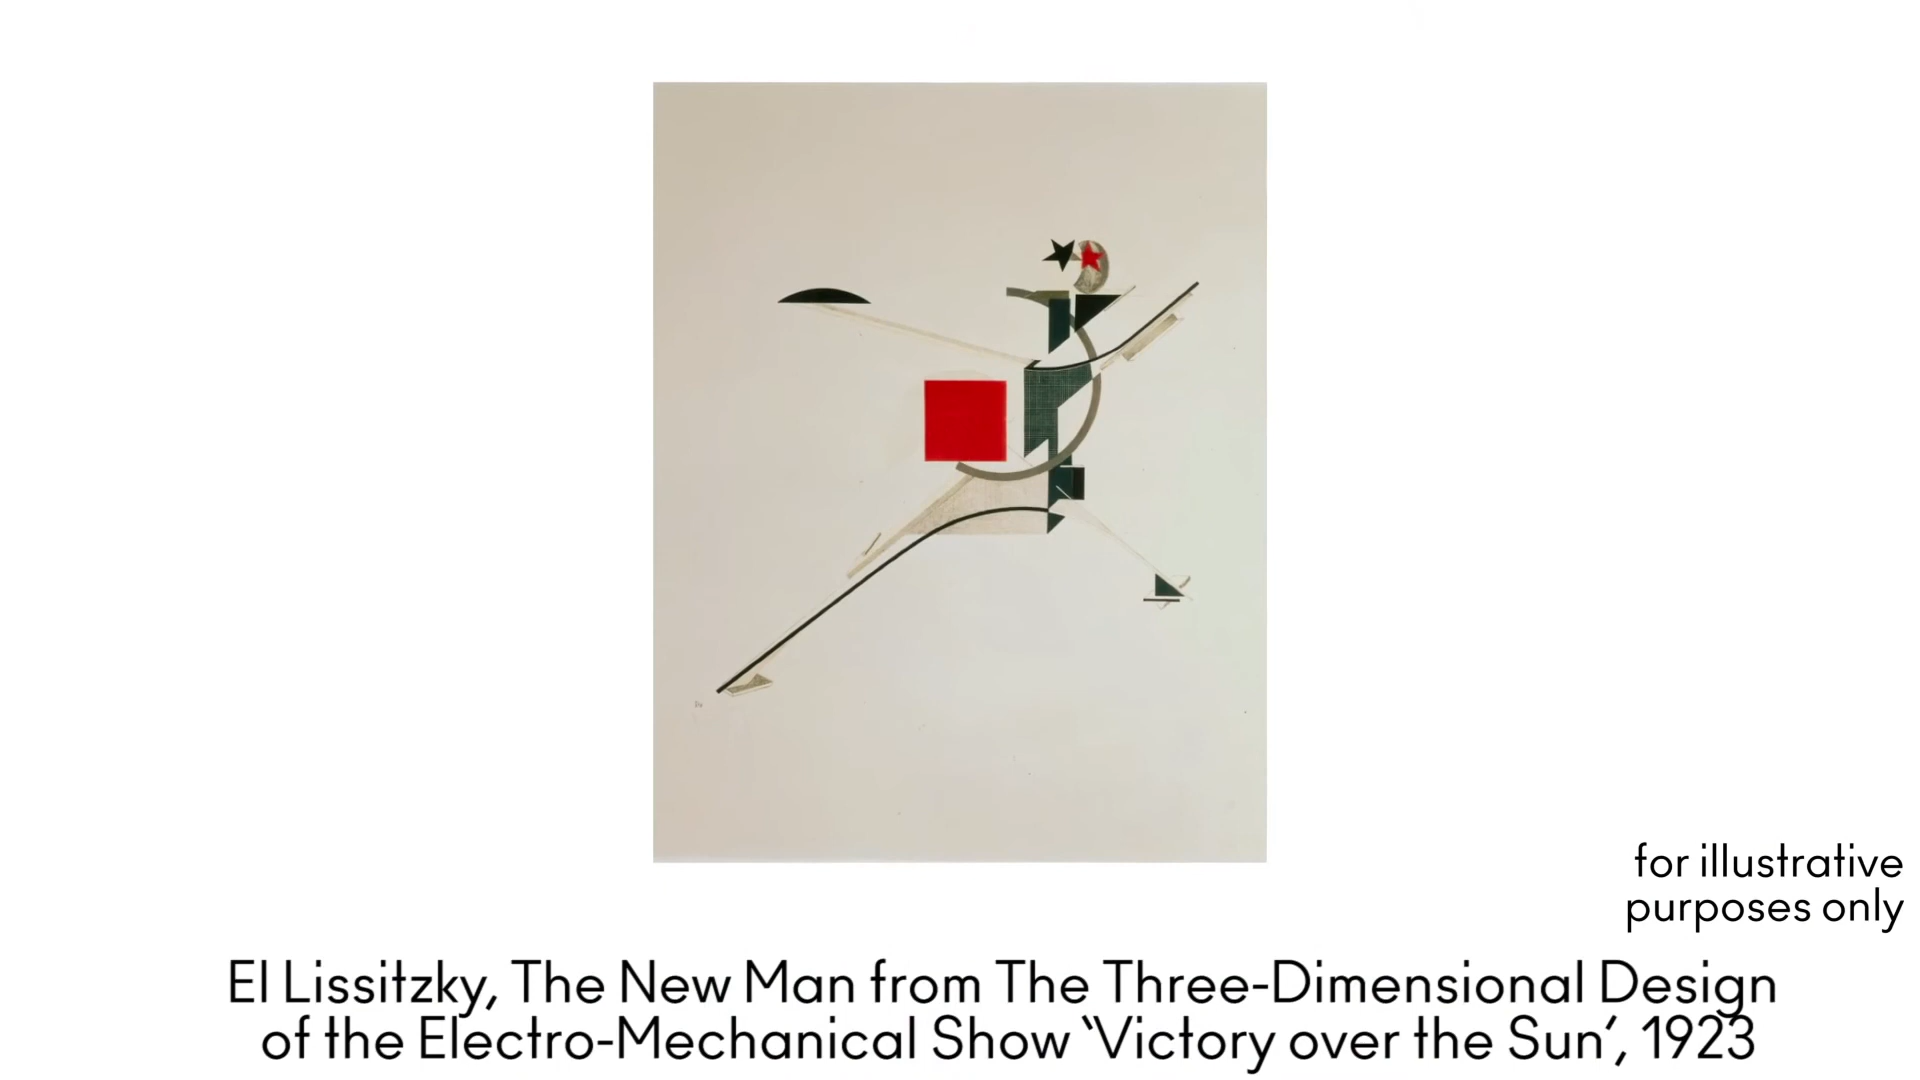 for illustrative
purposes only
El Lissitzky, The New Man from The Three-Dimensional Design
of the Electro-Mechanical Show ‵Victory over the Sun′, 1923